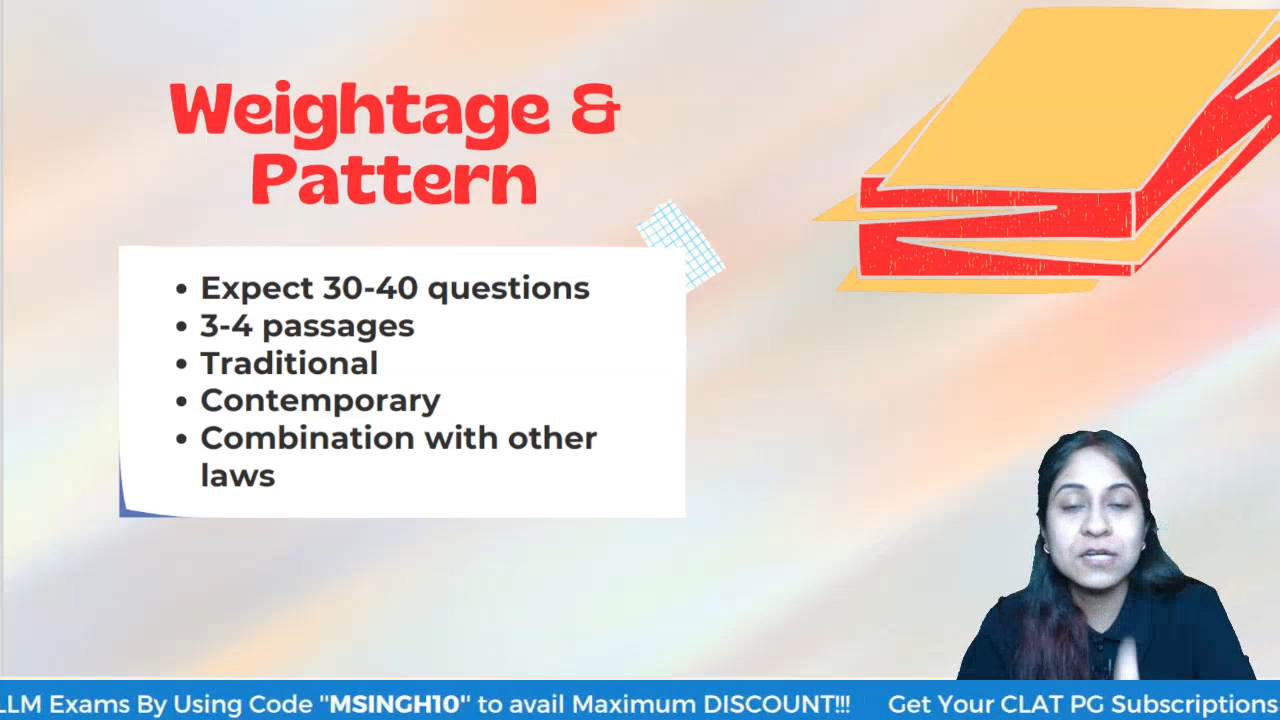 Weightage &
Pattern
• Expect 30-40 questions
• 3-4 passages
• Traditional
• Contemporary
• Combination with other
laws
LLM Exams By Using Code "MSINGH10" to avail Maximum DISCOUNT!!! Get Your CLAT PG Subscriptions